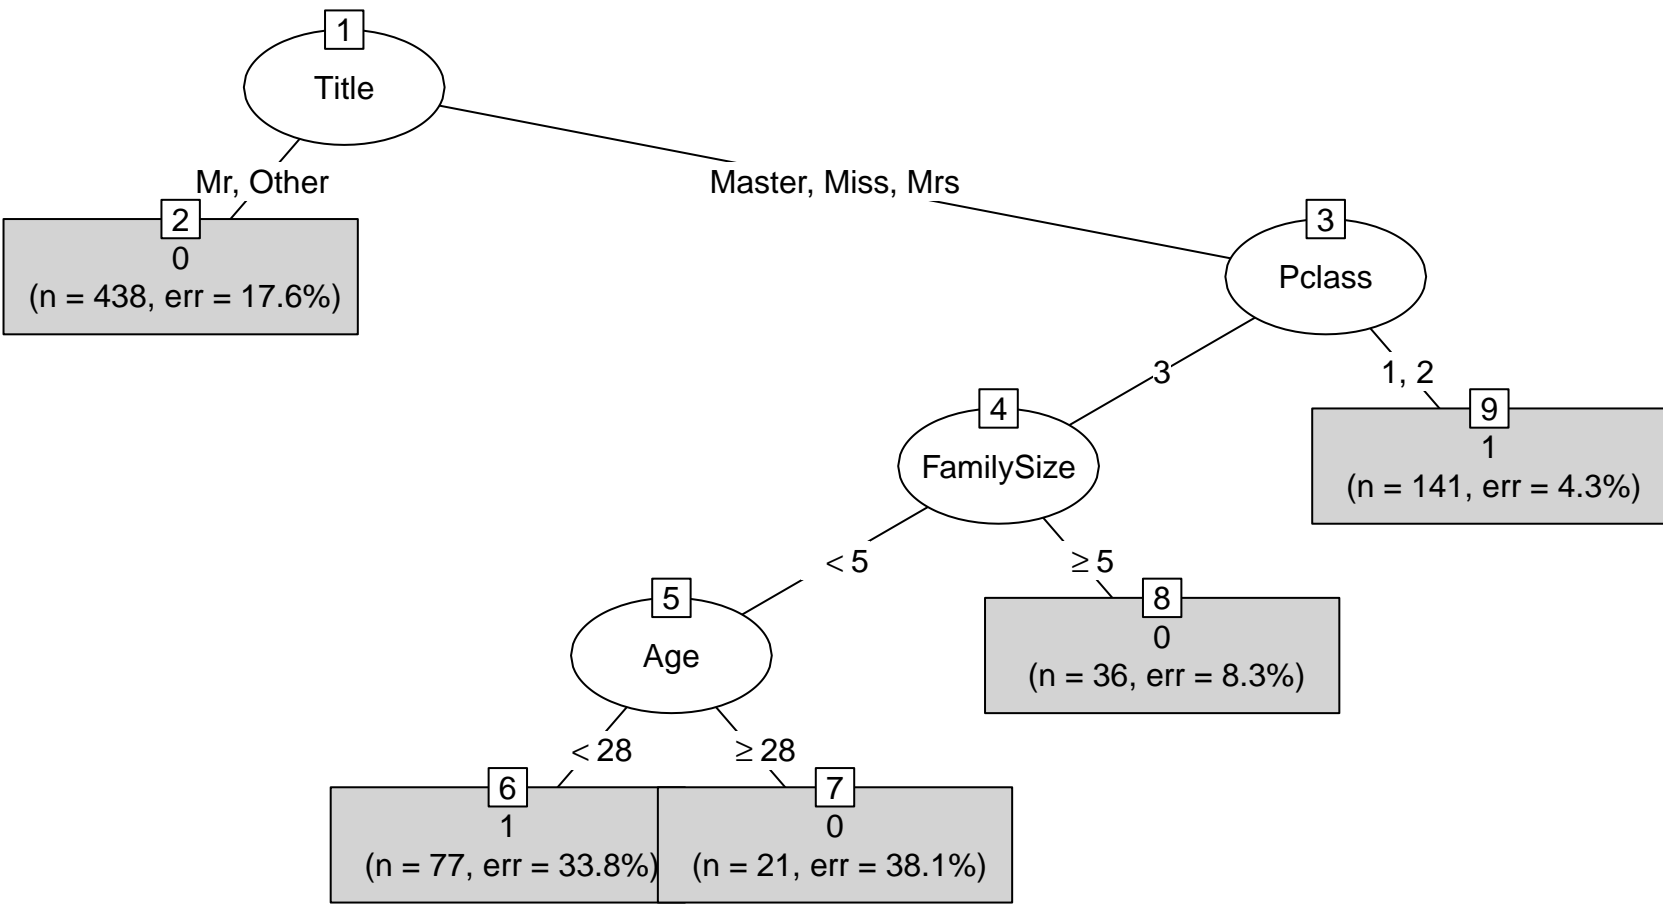 1
Title
Mr, Other
Master, Miss, Mrs
2
0
(n = 438, err = 17.6%)
3
Pclass
3
1, 2
4
FamilySize
9
1
(n = 141, err = 4.3%)
< 5
≥ 5
5
Age
8
0
(n = 36, err = 8.3%)
< 28
≥ 28
6
1
(n = 77, err = 33.8%)
7
0
(n = 21, err = 38.1%)